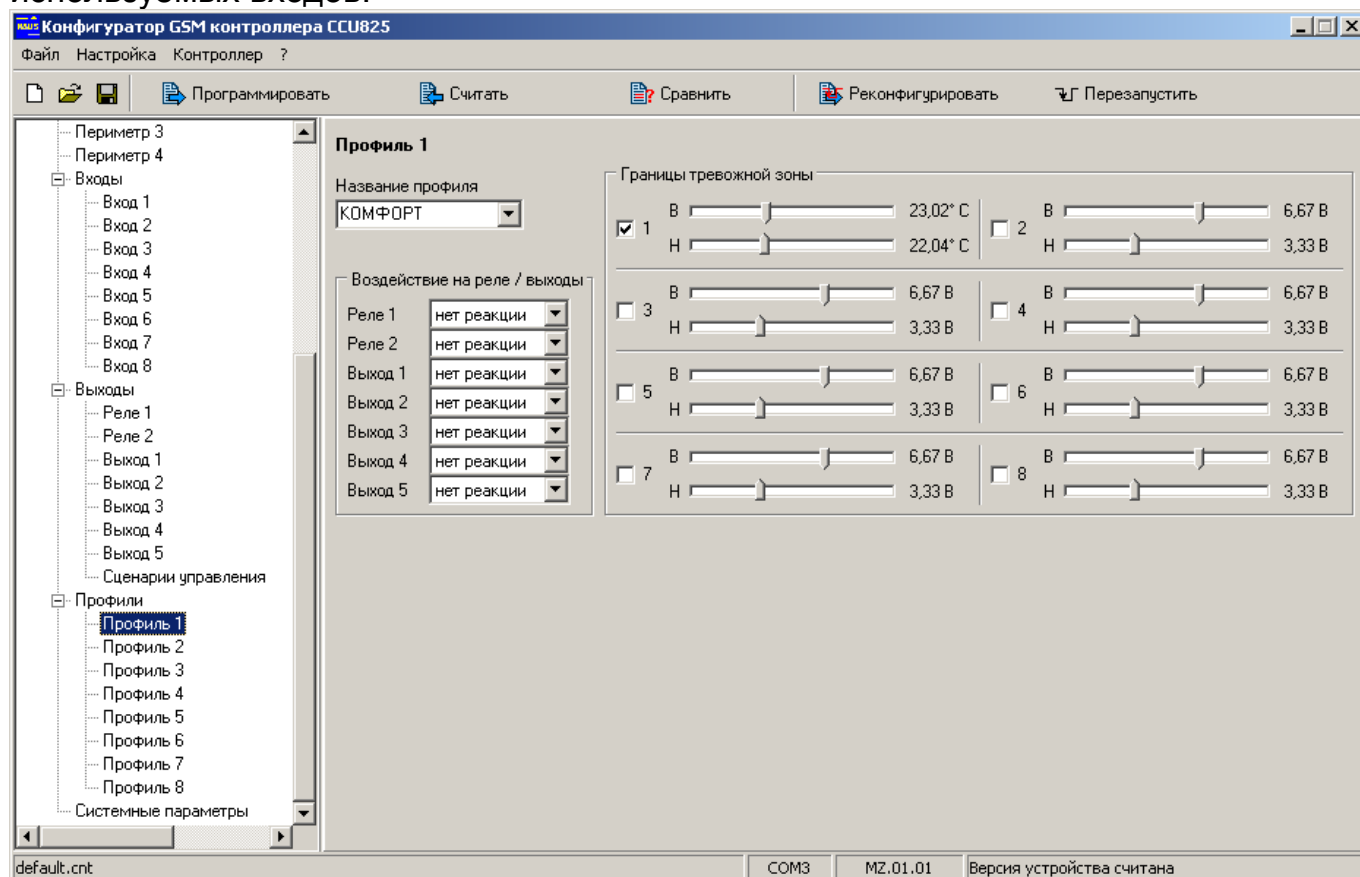 используемых входов.
Конфигуратор GSM контроллера CCU825
Файл Настройка Контроллер ?
Программировать Считать Сравнить Реконфигурировать Перезапустить
Периметр 3
Периметр 4
Входы
Вход 1
Вход 2
Вход 3
Вход 4
Вход 5
Вход 6
Вход 7
Вход 8
Выходы
Реле 1
Реле 2
Выход 1
Выход 2
Выход 3
Выход 4
Выход 5
Сценарии управления
Профили
Профиль 1
Профиль 2
Профиль 3
Профиль 4
Профиль 5
Профиль 6
Профиль 7
Профиль 8
Системные параметры
Профиль 1
Название профиля
КОМФОРТ
Воздействие на реле / выходы
Реле 1 нет реакции
Реле 2 нет реакции
Выход 1 нет реакции
Выход 2 нет реакции
Выход 3 нет реакции
Выход 4 нет реакции
Выход 5 нет реакции
Границы тревожной зоны
1 В 23,02° C
Н 22,04° C
2 В 6,67 В
Н 3,33 В
3 В 6,67 В
Н 3,33 В
4 В 6,67 В
Н 3,33 В
5 В 6,67 В
Н 3,33 В
6 В 6,67 В
Н 3,33 В
7 В 6,67 В
Н 3,33 В
8 В 6,67 В
Н 3,33 В
default.cnt COM3 MZ.01.01 Версия устройства считана